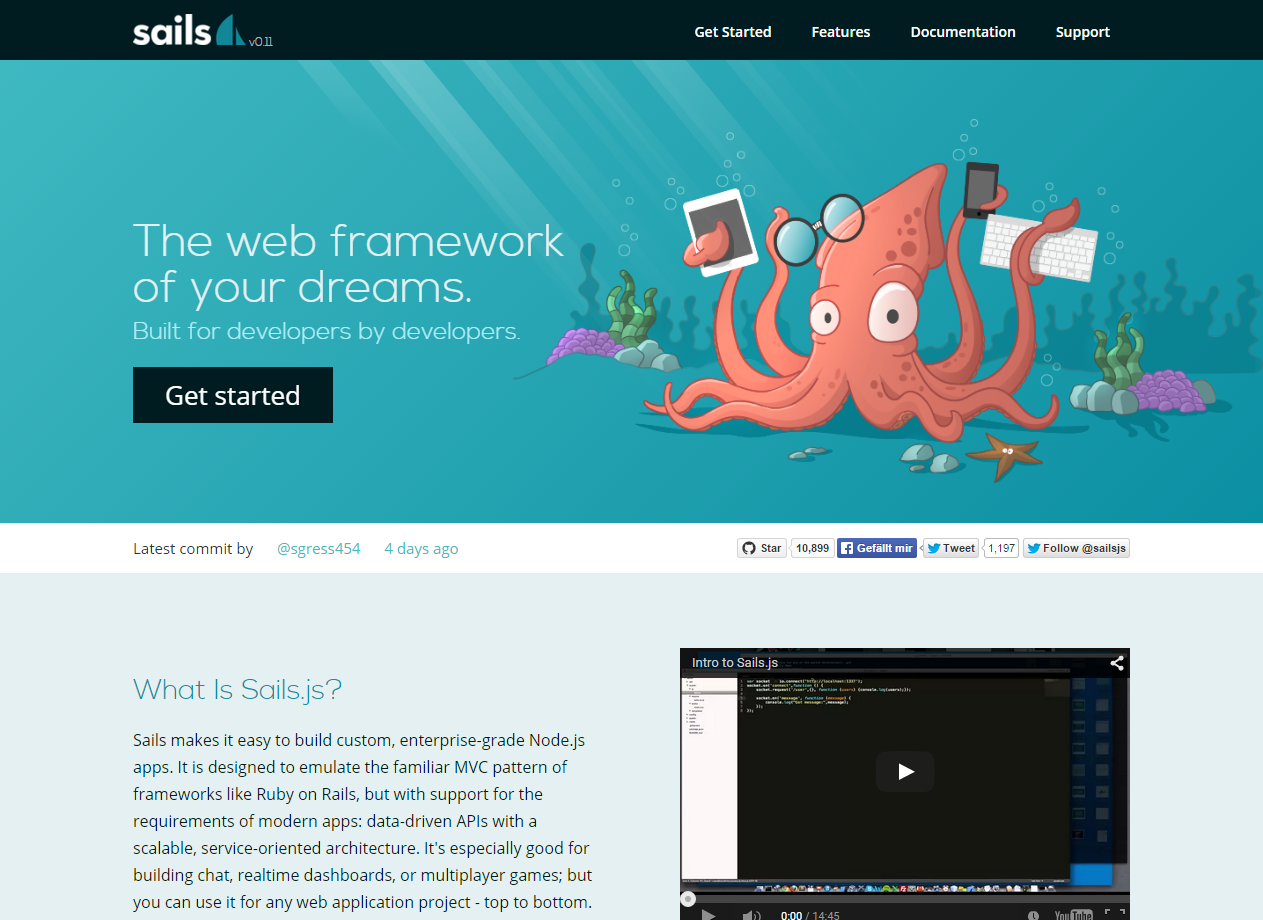 sails v0.11
Get Started
Features
Documentation
Support
The web framework
of your dreams.
Built for developers by developers.
Get started
Latest commit by @sgress454 4 days ago
Star 10,899 Gefällt mir Tweet 1,197 Follow @sailsjs
What Is Sails.js?
Sails makes it easy to build custom, enterprise-grade Node.js
apps. It is designed to emulate the familiar MVC pattern of
frameworks like Ruby on Rails, but with support for the
requirements of modern apps: data-driven APIs with a
scalable, service-oriented architecture. It's especially good for
building chat, realtime dashboards, or multiplayer games; but
you can use it for any web application project - top to bottom.
Intro to Sails.js
0:00 / 14:45
YouTube